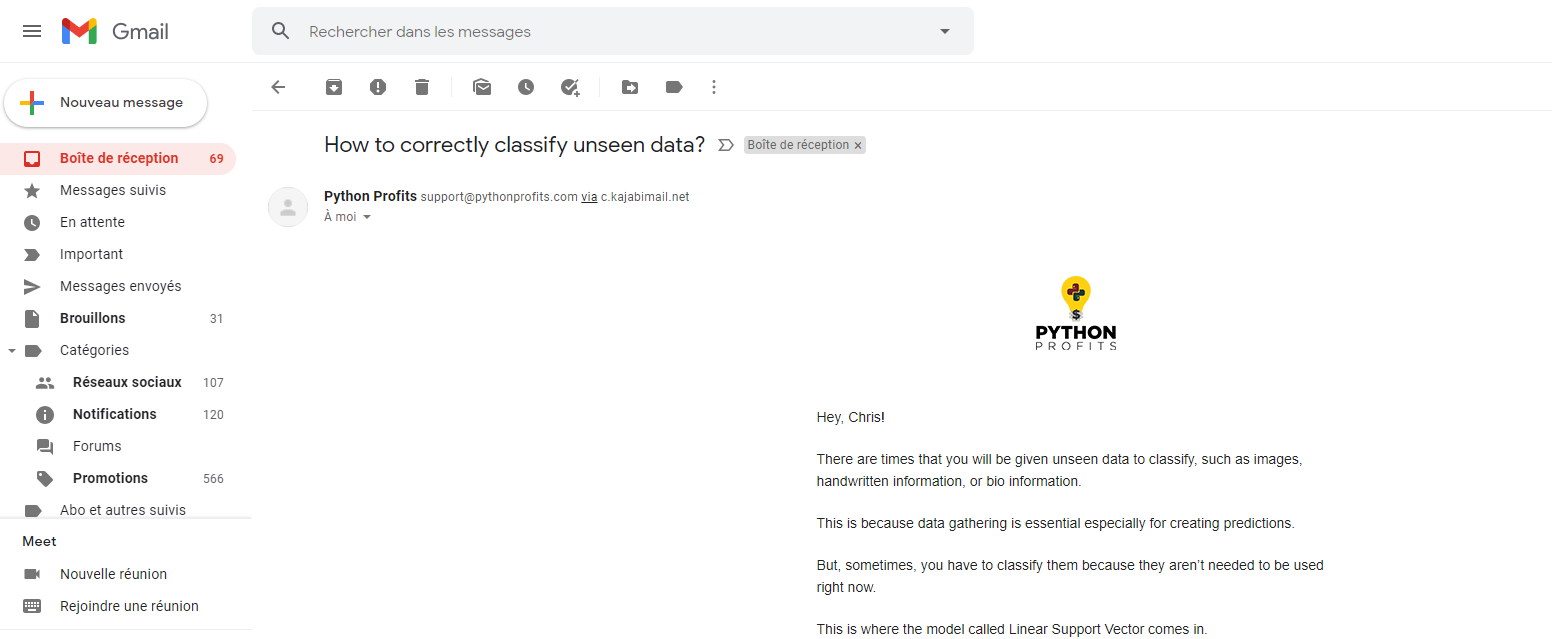 Gmail
Rechercher dans les messages
Nouveau message
Boîte de réception 69
Messages suivis
En attente
Important
Messages envoyés
Brouillons 31
Catégories
Réseaux sociaux 107
Notifications 120
Forums
Promotions 566
Abo et autres suivis
Meet
Nouvelle réunion
Rejoindre une réunion
How to correctly classify unseen data? Boîte de réception ×
Python Profits support@pythonprofits.com via c.kajabimail.net
À moi
$
PYTHON
PROFITS
Hey, Chris!
There are times that you will be given unseen data to classify, such as images,
handwritten information, or bio information.
This is because data gathering is essential especially for creating predictions.
But, sometimes, you have to classify them because they aren’t needed to be used
right now.
This is where the model called Linear Support Vector comes in.